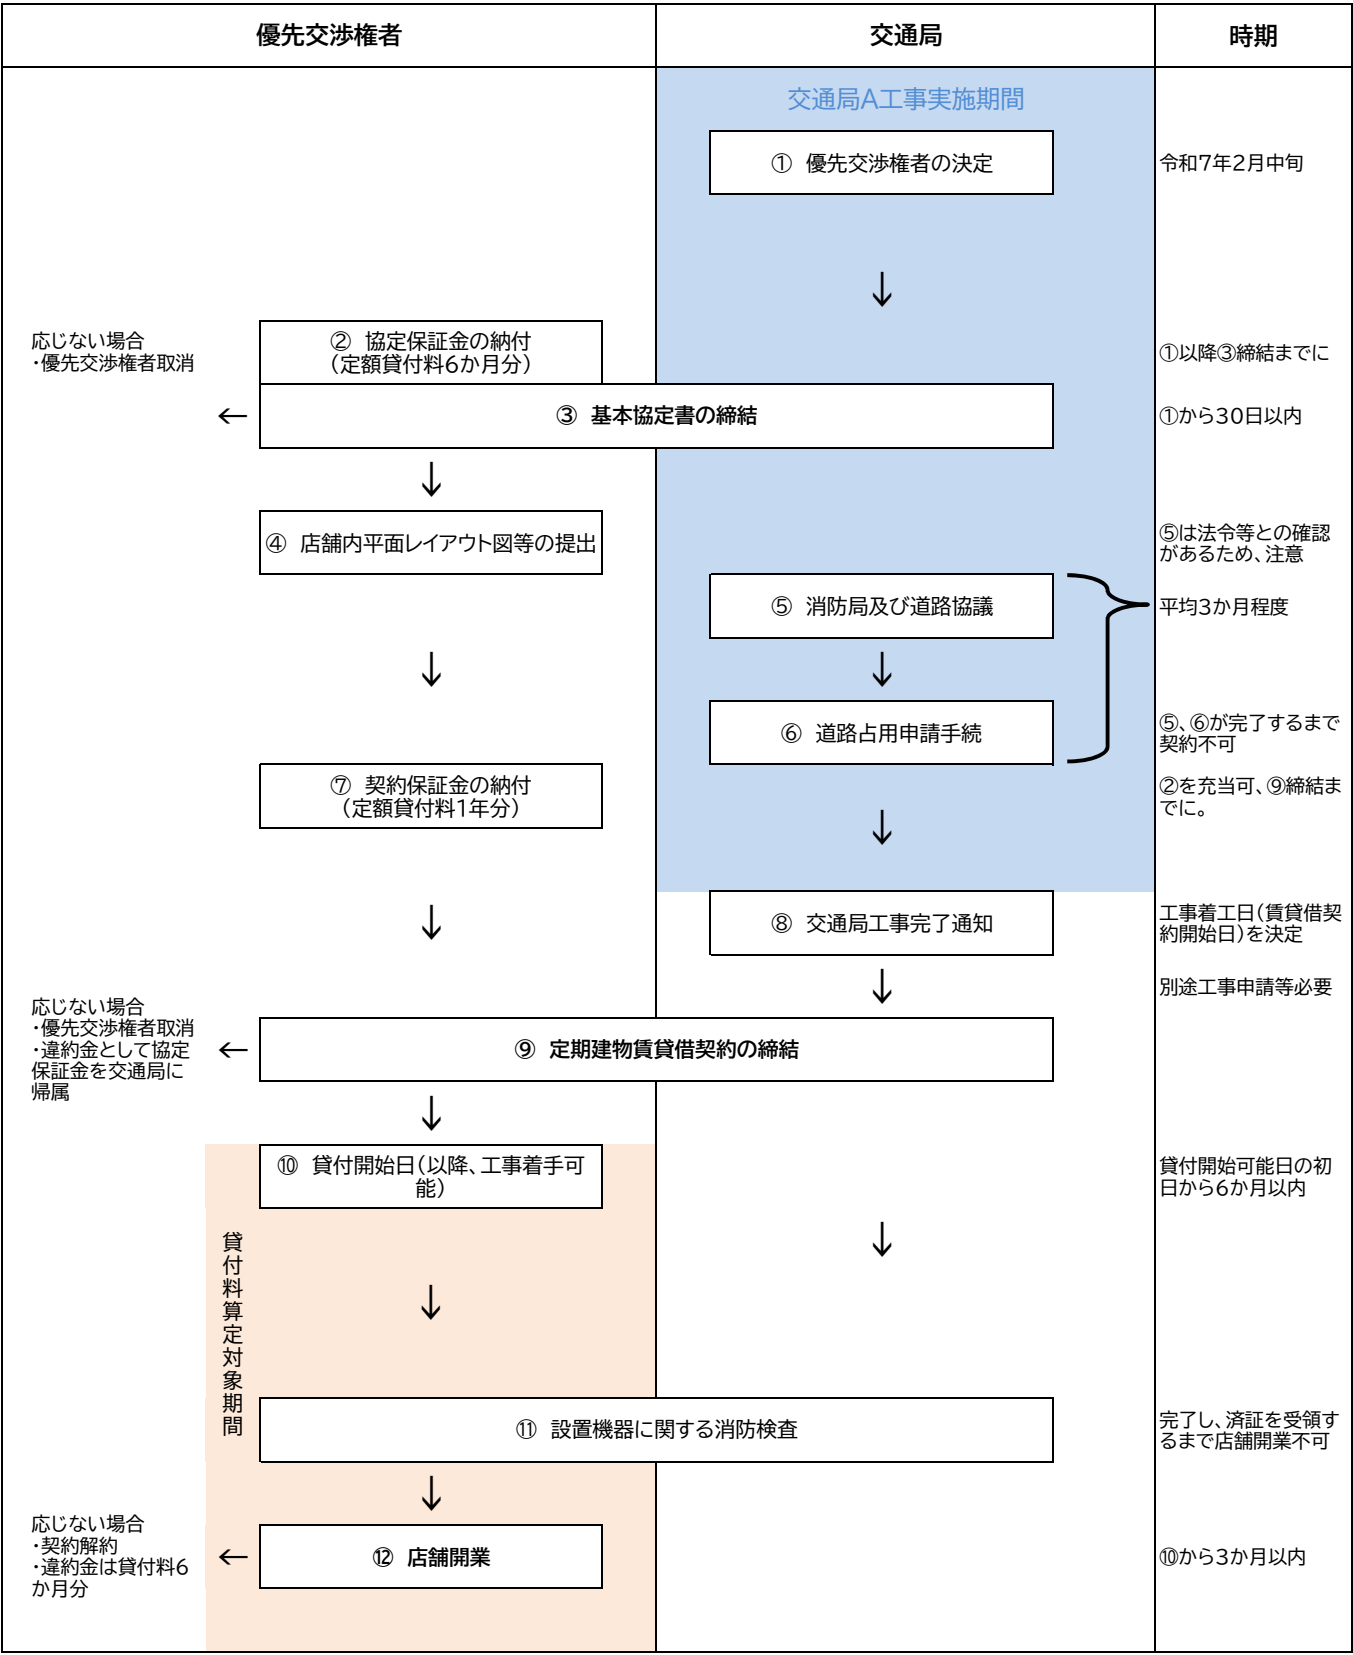 優先交渉権者
交通局
時期
交通局A工事実施期間
① 優先交渉権者の決定
令和7年2月中旬
↓
応じない場合
・優先交渉権者取消
② 協定保証金の納付
（定額貸付料6か月分）
①以降③締結までに
←
③ 基本協定書の締結
①から30日以内
↓
④ 店舗内平面レイアウト図等の提出
⑤は法令等との確認
があるため、注意
⑤ 消防局及び道路協議
平均3か月程度
↓
↓
⑥ 道路占用申請手続
⑤、⑥が完了するまで
契約不可
⑦ 契約保証金の納付
（定額貸付料1年分）
②を充当可、⑨締結ま
でに。
↓
↓
⑧ 交通局工事完了通知
工事着工日（賃貸借契
約開始日）を決定
↓
別途工事申請等必要
応じない場合
・優先交渉権者取消
・違約金として協定
保証金を交通局に
帰属
←
⑨ 定期建物賃貸借契約の締結
↓
⑩ 貸付開始日（以降、工事着手可
能）
貸付開始可能日の初
日から6か月以内
貸付料算定対象期間
↓
↓
⑪ 設置機器に関する消防検査
完了し、済証を受領す
るまで店舗開業不可
↓
応じない場合
・契約解約
・違約金は貸付料6
か月分
←
⑫ 店舗開業
⑩から3か月以内